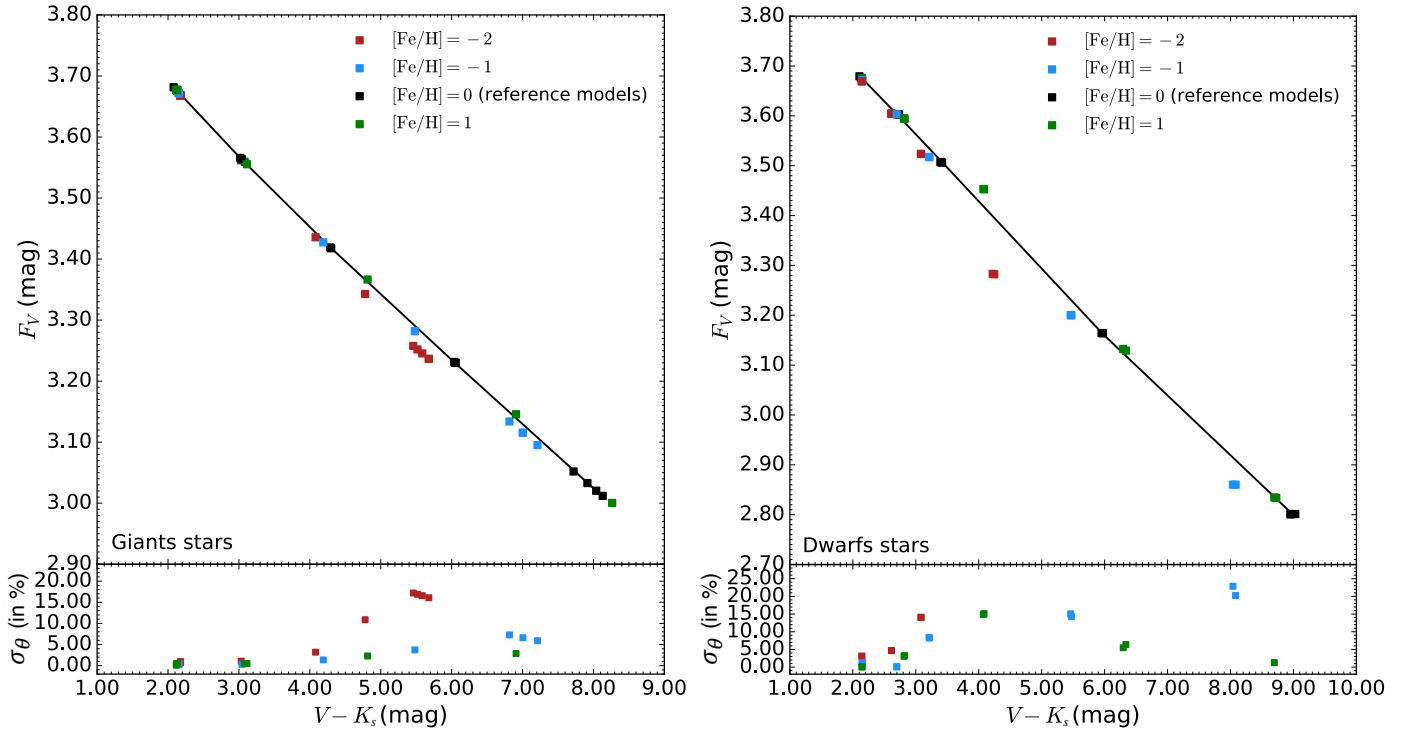 3.80
3.70
3.60
3.50
3.40
3.30
3.20
3.10
3.00
2.90
F_V (mag)
[Fe/H] = −2
[Fe/H] = −1
[Fe/H] = 0 (reference models)
[Fe/H] = 1
Giants stars
20.00
15.00
10.00
5.00
0.00
σ_θ (in %)
1.00 2.00 3.00 4.00 5.00 6.00 7.00 8.00 9.00
V − K_s (mag)
3.80
3.70
3.60
3.50
3.40
3.30
3.20
3.10
3.00
2.90
2.80
2.70
F_V (mag)
[Fe/H] = −2
[Fe/H] = −1
[Fe/H] = 0 (reference models)
[Fe/H] = 1
Dwarfs stars
25.00
20.00
15.00
10.00
5.00
0.00
σ_θ (in %)
1.00 2.00 3.00 4.00 5.00 6.00 7.00 8.00 9.00 10.00
V − K_s (mag)